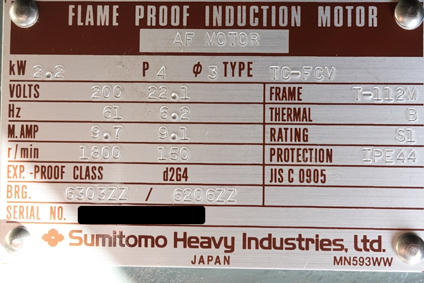 FLAME PROOF INDUCTION MOTOR
AF MOTOR
kW 2.2 P 4 φ 3 TYPE TC-FCV
VOLTS 200 22.1 FRAME T-112M
Hz 61 6.2 THERMAL B
M. AMP 9.7 9.1 RATING S1
r/min 1800 180 PROTECTION IPE44
EXP.-PROOF CLASS d2G4 JIS C 0905
BRG. 6303ZZ / 6206ZZ
SERIAL NO.
Sumitomo Heavy Industries, Ltd.
JAPAN MN593WW